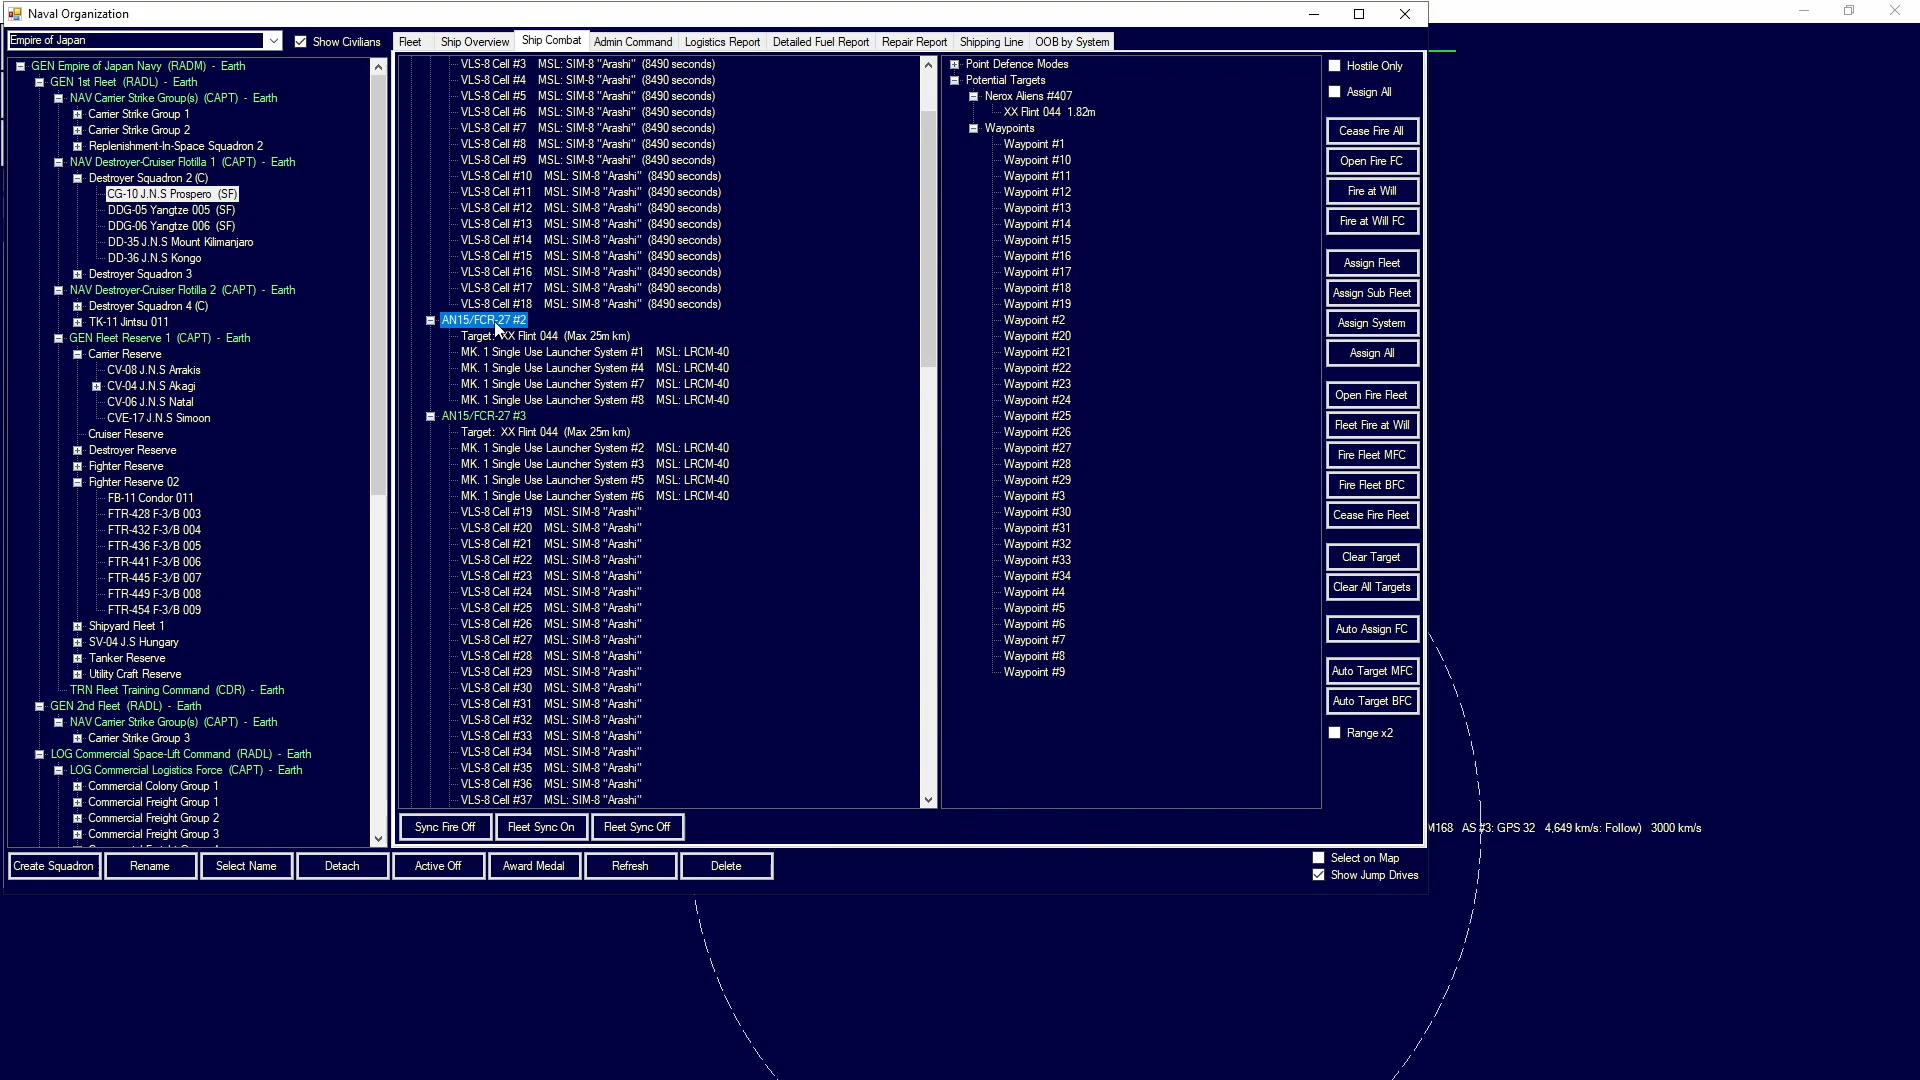 Naval Organization
Empire of Japan
Show Civilians
Fleet
Ship Overview
Ship Combat
Admin Command
Logistics Report
Detailed Fuel Report
Repair Report
Shipping Line
OOB by System
GEN Empire of Japan Navy (RADM) - Earth
GEN 1st Fleet (RADL) - Earth
NAV Carrier Strike Group(s) (CAPT) - Earth
Carrier Strike Group 1
Carrier Strike Group 2
Replenishment-In-Space Squadron 2
NAV Destroyer-Cruiser Flotilla 1 (CAPT) - Earth
Destroyer Squadron 2 (C)
CG-10 J.N.S Prospero (SF)
DDG-05 Yangtze 005 (SF)
DDG-06 Yangtze 006 (SF)
DD-35 J.N.S Mount Kilimanjaro
DD-36 J.N.S Kongo
Destroyer Squadron 3
NAV Destroyer-Cruiser Flotilla 2 (CAPT) - Earth
Destroyer Squadron 4 (C)
TK-11 Jintsu 011
GEN Fleet Reserve 1 (CAPT) - Earth
Carrier Reserve
CV-08 J.N.S Arrakis
CV-04 J.N.S Akagi
CV-06 J.N.S Natal
CVE-17 J.N.S Simoon
Cruiser Reserve
Destroyer Reserve
Fighter Reserve
Fighter Reserve 02
FB-11 Condor 011
FTR-428 F-3/B 003
FTR-432 F-3/B 004
FTR-436 F-3/B 005
FTR-441 F-3/B 006
FTR-445 F-3/B 007
FTR-449 F-3/B 008
FTR-454 F-3/B 009
Shipyard Fleet 1
SV-04 J.S Hungary
Tanker Reserve
Utility Craft Reserve
TRN Fleet Training Command (CDR) - Earth
GEN 2nd Fleet (RADL) - Earth
NAV Carrier Strike Group(s) (CAPT) - Earth
Carrier Strike Group 3
LOG Commercial Space-Lift Command (RADL) - Earth
LOG Commercial Logistics Force (CAPT) - Earth
Commercial Colony Group 1
Commercial Freight Group 1
Commercial Freight Group 2
Commercial Freight Group 3
VLS-8 Cell #3 MSL: SIM-8 "Arashi" (8490 seconds)
VLS-8 Cell #4 MSL: SIM-8 "Arashi" (8490 seconds)
VLS-8 Cell #5 MSL: SIM-8 "Arashi" (8490 seconds)
VLS-8 Cell #6 MSL: SIM-8 "Arashi" (8490 seconds)
VLS-8 Cell #7 MSL: SIM-8 "Arashi" (8490 seconds)
VLS-8 Cell #8 MSL: SIM-8 "Arashi" (8490 seconds)
VLS-8 Cell #9 MSL: SIM-8 "Arashi" (8490 seconds)
VLS-8 Cell #10 MSL: SIM-8 "Arashi" (8490 seconds)
VLS-8 Cell #11 MSL: SIM-8 "Arashi" (8490 seconds)
VLS-8 Cell #12 MSL: SIM-8 "Arashi" (8490 seconds)
VLS-8 Cell #13 MSL: SIM-8 "Arashi" (8490 seconds)
VLS-8 Cell #14 MSL: SIM-8 "Arashi" (8490 seconds)
VLS-8 Cell #15 MSL: SIM-8 "Arashi" (8490 seconds)
VLS-8 Cell #16 MSL: SIM-8 "Arashi" (8490 seconds)
VLS-8 Cell #17 MSL: SIM-8 "Arashi" (8490 seconds)
VLS-8 Cell #18 MSL: SIM-8 "Arashi" (8490 seconds)
AN15/FCR-27 #2
Target: XX Flint 044 (Max 25m km)
MK. 1 Single Use Launcher System #1 MSL: LRCM-40
MK. 1 Single Use Launcher System #4 MSL: LRCM-40
MK. 1 Single Use Launcher System #7 MSL: LRCM-40
MK. 1 Single Use Launcher System #8 MSL: LRCM-40
AN15/FCR-27 #3
Target: XX Flint 044 (Max 25m km)
MK. 1 Single Use Launcher System #2 MSL: LRCM-40
MK. 1 Single Use Launcher System #3 MSL: LRCM-40
MK. 1 Single Use Launcher System #5 MSL: LRCM-40
MK. 1 Single Use Launcher System #6 MSL: LRCM-40
VLS-8 Cell #19 MSL: SIM-8 "Arashi"
VLS-8 Cell #20 MSL: SIM-8 "Arashi"
VLS-8 Cell #21 MSL: SIM-8 "Arashi"
VLS-8 Cell #22 MSL: SIM-8 "Arashi"
VLS-8 Cell #23 MSL: SIM-8 "Arashi"
VLS-8 Cell #24 MSL: SIM-8 "Arashi"
VLS-8 Cell #25 MSL: SIM-8 "Arashi"
VLS-8 Cell #26 MSL: SIM-8 "Arashi"
VLS-8 Cell #27 MSL: SIM-8 "Arashi"
VLS-8 Cell #28 MSL: SIM-8 "Arashi"
VLS-8 Cell #29 MSL: SIM-8 "Arashi"
VLS-8 Cell #30 MSL: SIM-8 "Arashi"
VLS-8 Cell #31 MSL: SIM-8 "Arashi"
VLS-8 Cell #32 MSL: SIM-8 "Arashi"
VLS-8 Cell #33 MSL: SIM-8 "Arashi"
VLS-8 Cell #34 MSL: SIM-8 "Arashi"
VLS-8 Cell #35 MSL: SIM-8 "Arashi"
VLS-8 Cell #36 MSL: SIM-8 "Arashi"
VLS-8 Cell #37 MSL: SIM-8 "Arashi"
Point Defence Modes
Potential Targets
Nerox Aliens #407
XX Flint 044 1.82m
Waypoints
Waypoint #1
Waypoint #10
Waypoint #11
Waypoint #12
Waypoint #13
Waypoint #14
Waypoint #15
Waypoint #16
Waypoint #17
Waypoint #18
Waypoint #19
Waypoint #2
Waypoint #20
Waypoint #21
Waypoint #22
Waypoint #23
Waypoint #24
Waypoint #25
Waypoint #26
Waypoint #27
Waypoint #28
Waypoint #29
Waypoint #3
Waypoint #30
Waypoint #31
Waypoint #32
Waypoint #33
Waypoint #34
Waypoint #4
Waypoint #5
Waypoint #6
Waypoint #7
Waypoint #8
Waypoint #9
Hostile Only
Assign All
Cease Fire All
Open Fire FC
Fire at Will
Fire at Will FC
Assign Fleet
Assign Sub Fleet
Assign System
Assign All
Open Fire Fleet
Fleet Fire at Will
Fire Fleet MFC
Fire Fleet BFC
Cease Fire Fleet
Clear Target
Clear All Targets
Auto Assign FC
Auto Target MFC
Auto Target BFC
Range x2
Sync Fire Off
Fleet Sync On
Fleet Sync Off
M168 AS #3: GPS 32 4,649 km/s: Follow) 3000 km/s
Create Squadron
Rename
Select Name
Detach
Active Off
Award Medal
Refresh
Delete
Select on Map
Show Jump Drives